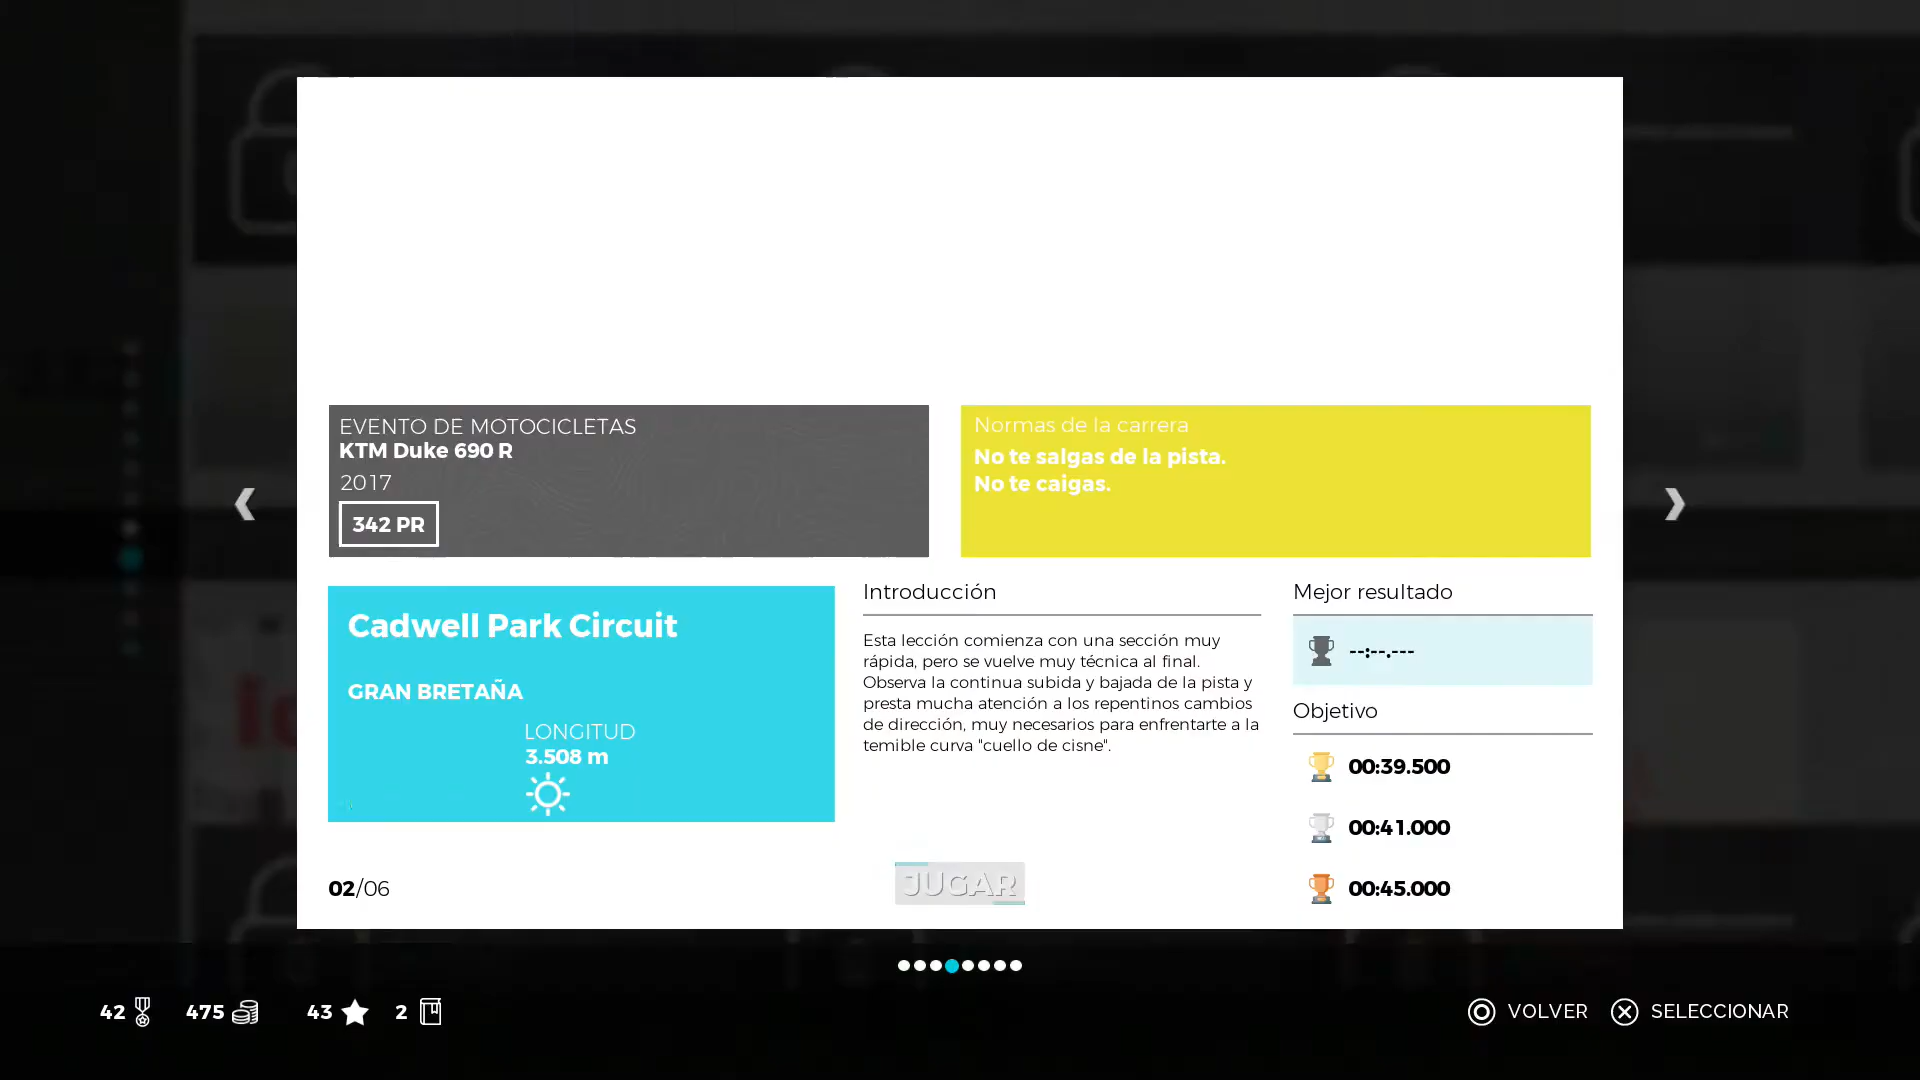 EVENTO DE MOTOCICLETAS
KTM Duke 690 R
2017
342 PR
Normas de la carrera
No te salgas de la pista.
No te caigas.
Cadwell Park Circuit
GRAN BRETAÑA
LONGITUD
3.508 m
Introducción
Esta lección comienza con una sección muy
rápida, pero se vuelve muy técnica al final.
Observa la continua subida y bajada de la pista y
presta mucha atención a los repentinos cambios
de dirección, muy necesarios para enfrentarte a la
temible curva "cuello de cisne".
Mejor resultado
--:--.---
Objetivo
00:39.500
00:41.000
00:45.000
02/06
JUGAR
42
475
43
2
VOLVER
SELECCIONAR